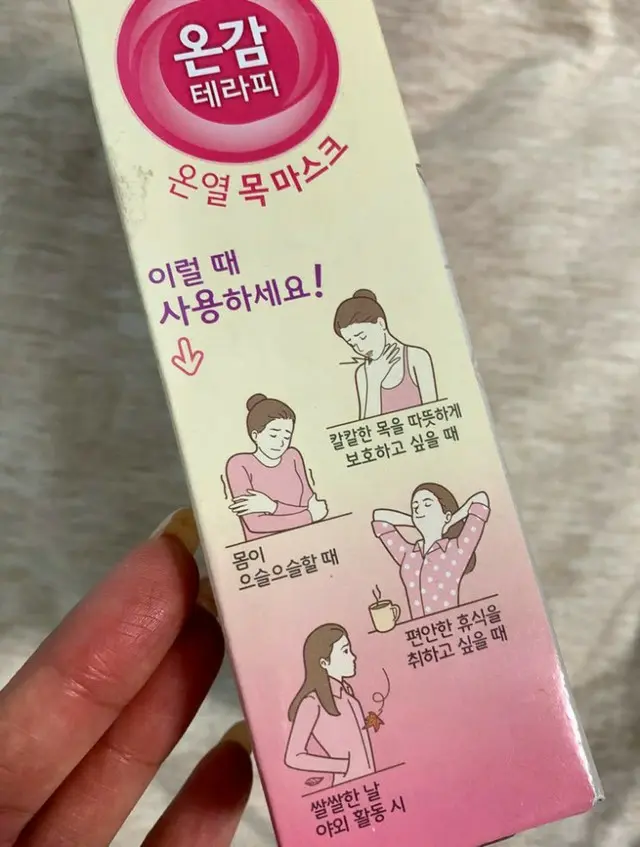 온감
테라피
온열 목 마스크
이럴 때
사용하세요!
칼칼한 목을 따뜻하게
보호하고 싶을 때
몸이
으슬으슬할 때
편안한 휴식을
취하고 싶을 때
쌀쌀한 날
야외 활동 시